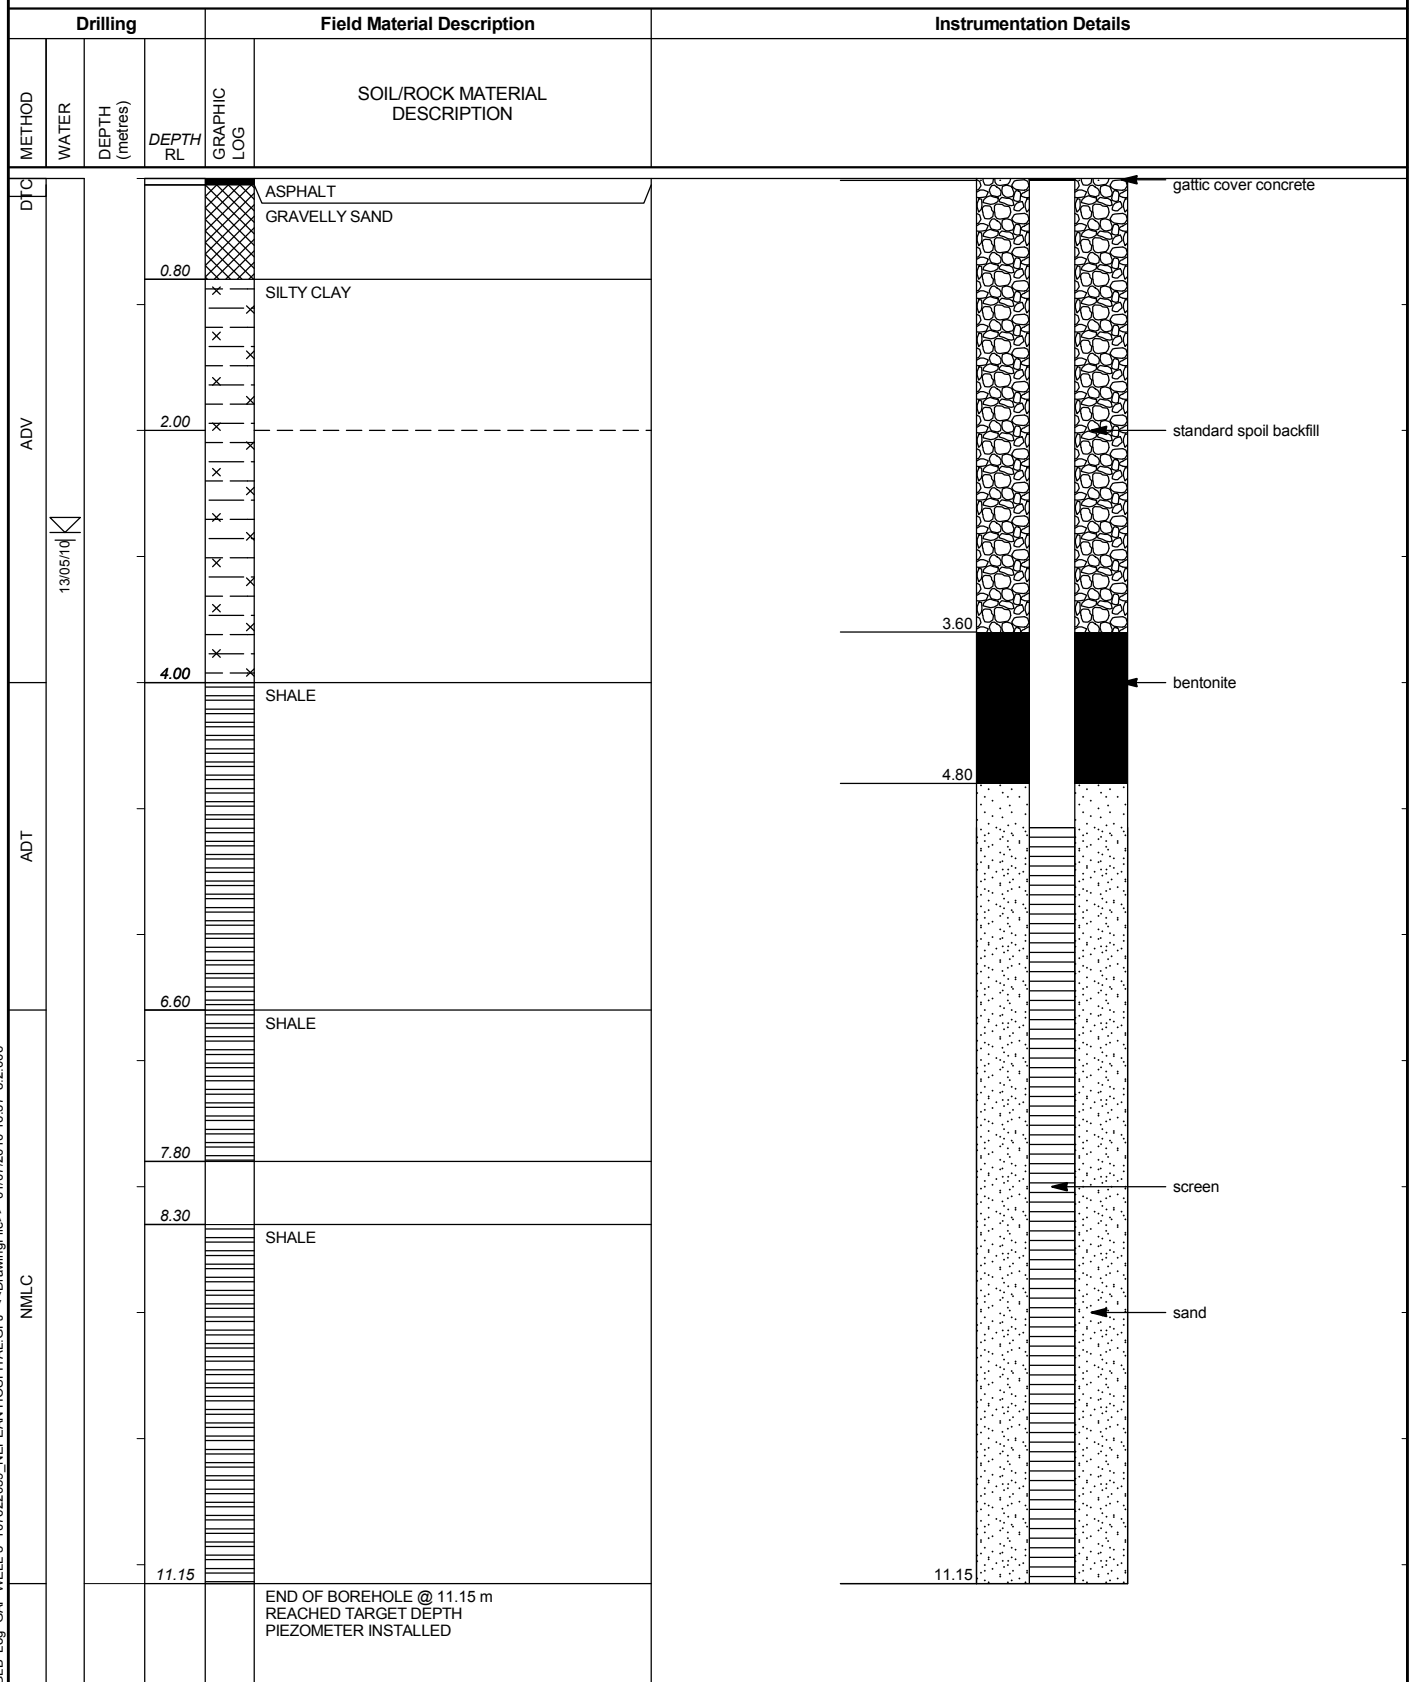 Drilling
Field Material Description
Instrumentation Details
METHOD
WATER
DEPTH
(metres)
DEPTH
RL
GRAPHIC
LOG
SOIL/ROCK MATERIAL
DESCRIPTION
DTC
ASPHALT
gattic cover concrete
GRAVELLY SAND
0.80
SILTY CLAY
ADV
2.00
standard spoil backfill
13/05/10
3.60
4.00
SHALE
bentonite
4.80
ADT
6.60
SHALE
7.80
screen
8.30
SHALE
NMLC
sand
11.15
11.15
END OF BOREHOLE @ 11.15 m
REACHED TARGET DEPTH
PIEZOMETER INSTALLED